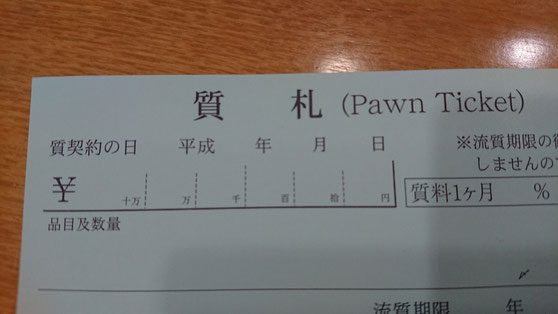 質 札 (Pawn Ticket)
質契約の日 平成 年 月 日
※流質期限の
しませんの
¥ 十万 万 千 百 拾 円
質料1ヶ月 %
品目及数量
流質期限 年